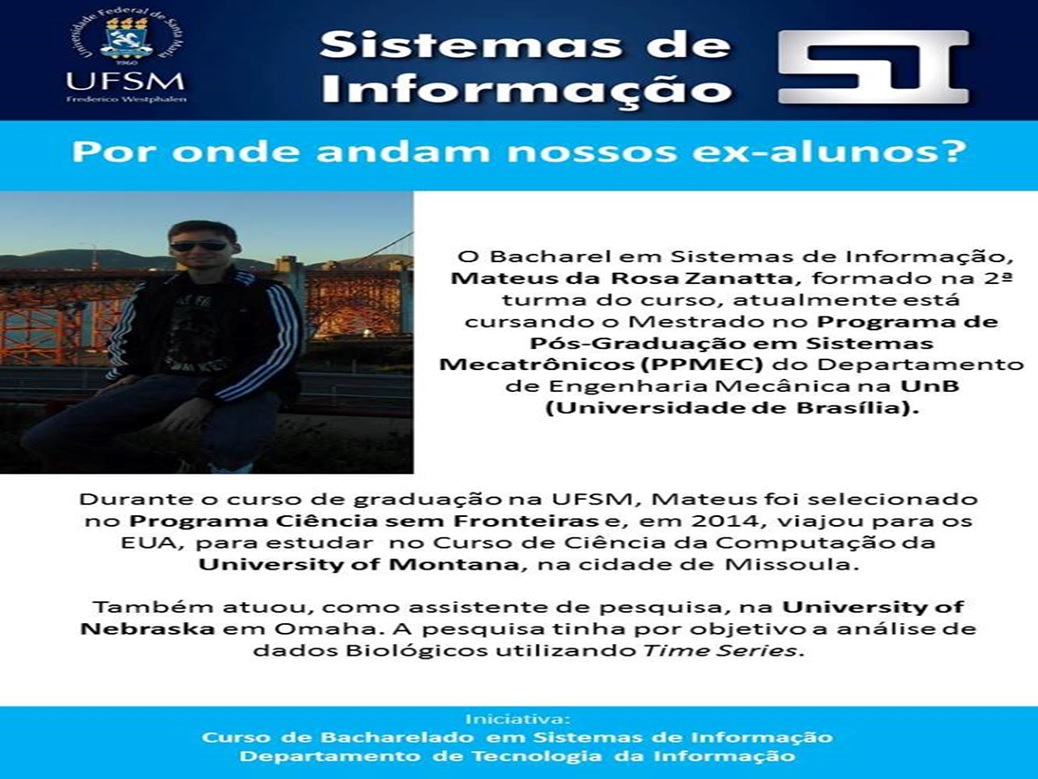 Universidade Federal de Santa Maria
1960
UFSM
Frederico Westphalen
Sistemas de
Informação
Por onde andam nossos ex-alunos?
O Bacharel em Sistemas de Informação,
Mateus da Rosa Zanatta, formado na 2ª
turma do curso, atualmente está
cursando o Mestrado no Programa de
Pós-Graduação em Sistemas
Mecatrônicos (PPMEC) do Departamento
de Engenharia Mecânica na UnB
(Universidade de Brasília).
Durante o curso de graduação na UFSM, Mateus foi selecionado
no Programa Ciência sem Fronteiras e, em 2014, viajou para os
EUA, para estudar no Curso de Ciência da Computação da
University of Montana, na cidade de Missoula.
Também atuou, como assistente de pesquisa, na University of
Nebraska em Omaha. A pesquisa tinha por objetivo a análise de
dados Biológicos utilizando Time Series.
Iniciativa:
Curso de Bacharelado em Sistemas de Informação
Departamento de Tecnologia da Informação